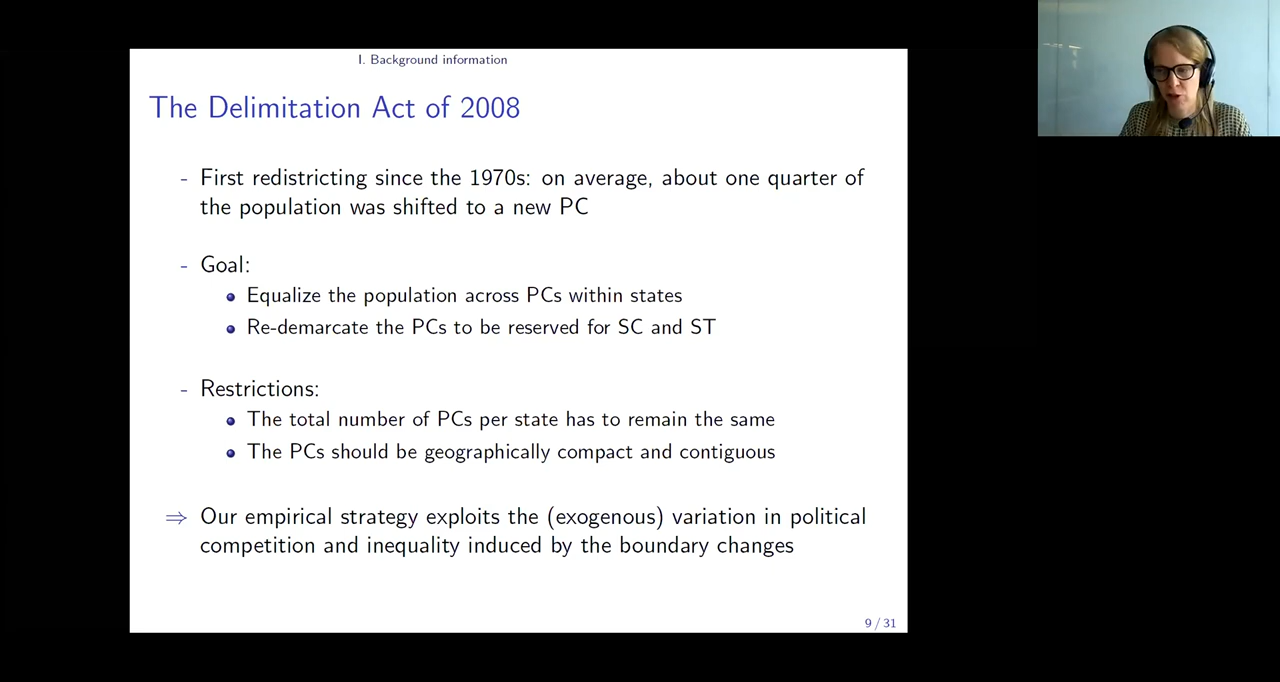 I. Background information
The Delimitation Act of 2008
- First redistricting since the 1970s: on average, about one quarter of
the population was shifted to a new PC
- Goal:
• Equalize the population across PCs within states
• Re-demarcate the PCs to be reserved for SC and ST
- Restrictions:
• The total number of PCs per state has to remain the same
• The PCs should be geographically compact and contiguous
⇒ Our empirical strategy exploits the (exogenous) variation in political
competition and inequality induced by the boundary changes
9 / 31